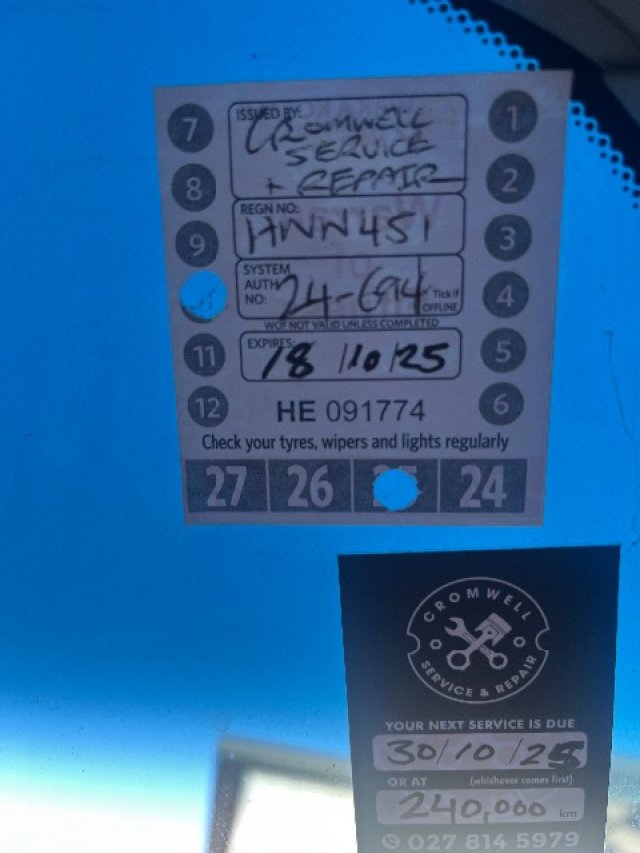 7
ISSUED BY:
CROMWELL
SERVICE
+ REPAIR
1
8
2
REGN NO:
HNN451
9
3
SYSTEM
AUTH
NO:
24-694
Tick if
OFFLINE
4
WOF NOT VALID UNLESS COMPLETED
11
EXPIRES:
18/10/25
5
12
HE 091774
6
Check your tyres, wipers and lights regularly
27 26 24
CROMWELL
SERVICE & REPAIR
YOUR NEXT SERVICE IS DUE
30/10/25
OR AT (whichever comes first)
240,000 km
027 814 5979